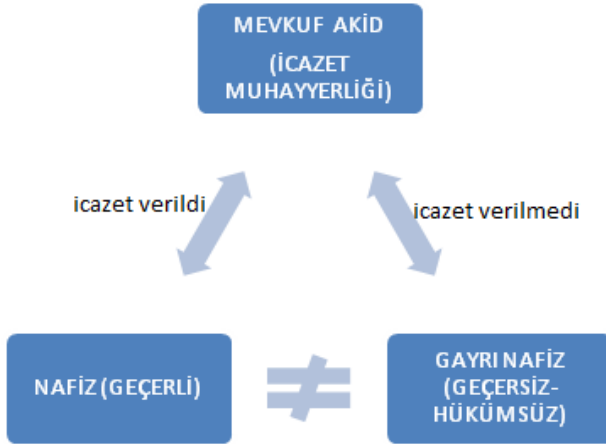 MEVKUF AKİD
(İCAZET
MUHAYYERLİĞİ)
icazet verildi
icazet verilmedi
NAFİZ (GEÇERLİ)
≠
GAYRI NAFİZ
(GEÇERSİZ-
HÜKÜMSÜZ)